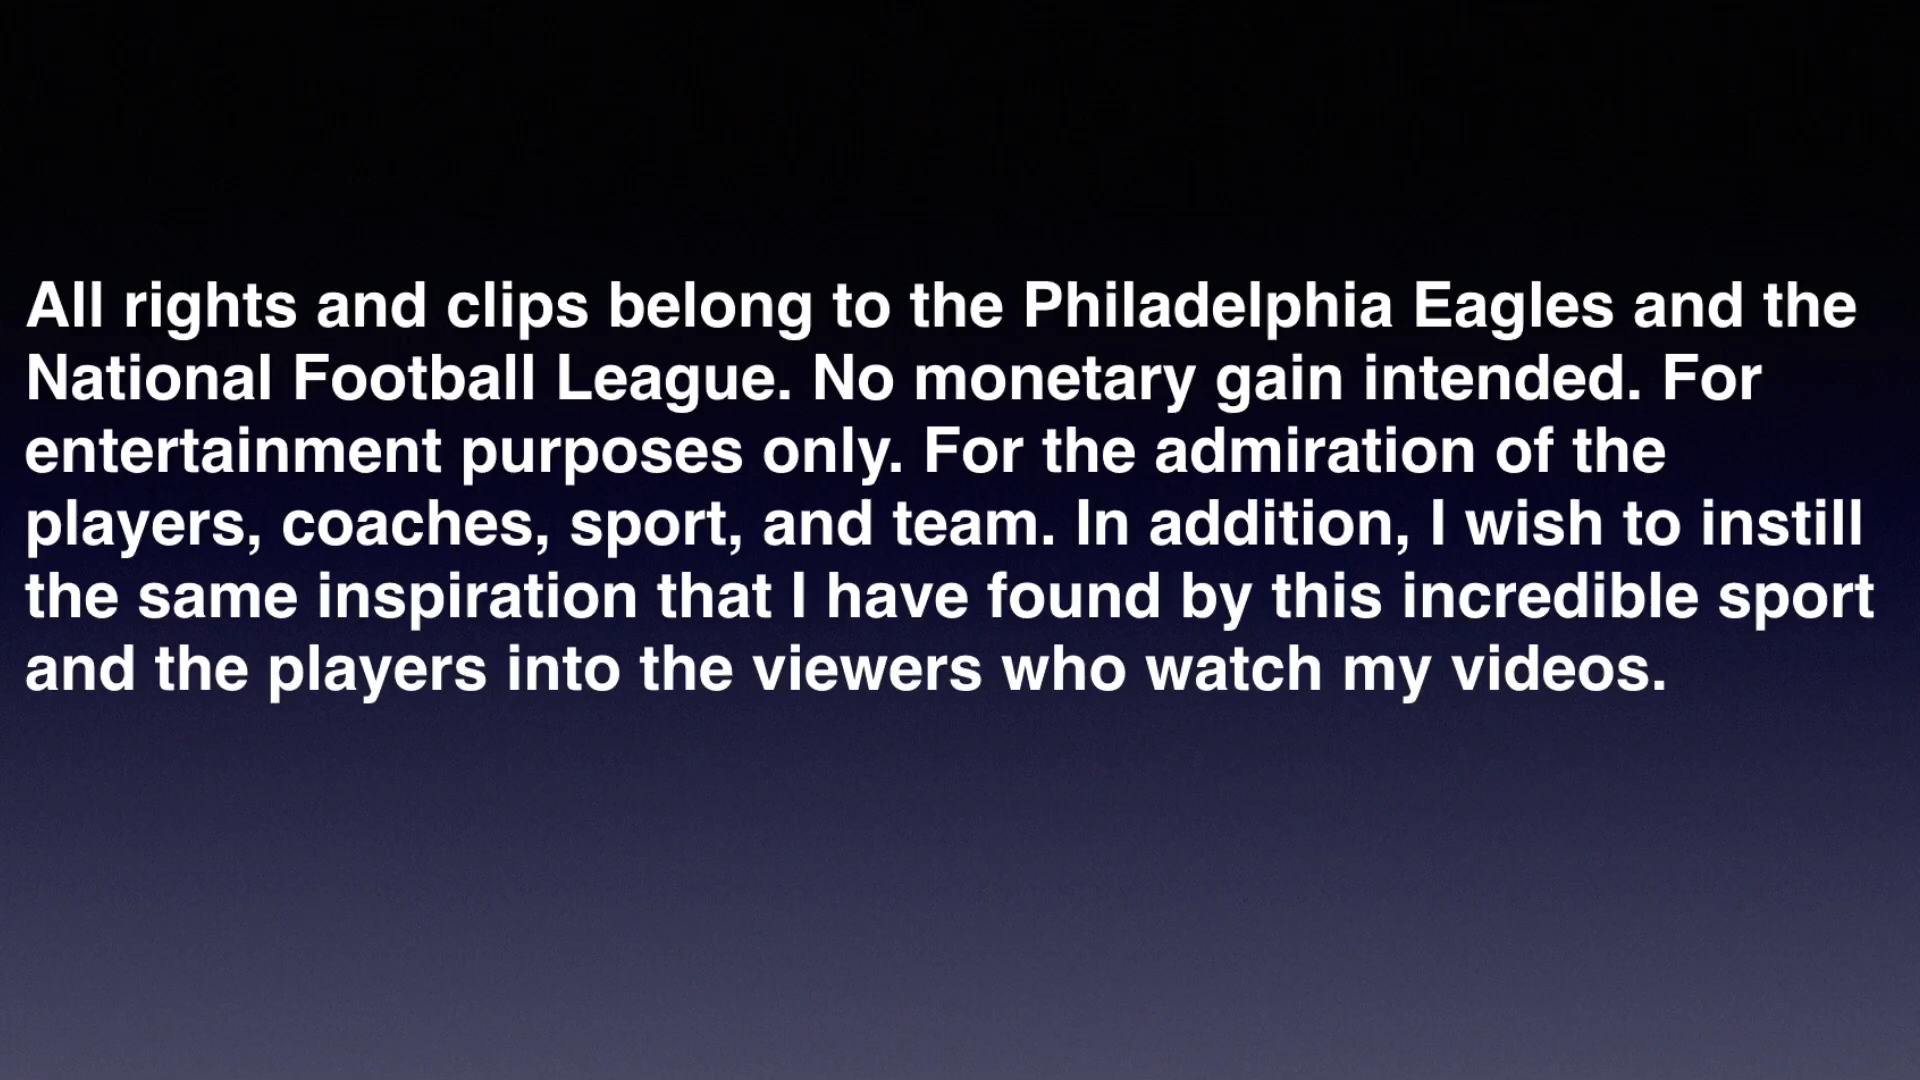 All rights and clips belong to the Philadelphia Eagles and the
National Football League. No monetary gain intended. For
entertainment purposes only. For the admiration of the
players, coaches, sport, and team. In addition, I wish to instill
the same inspiration that I have found by this incredible sport
and the players into the viewers who watch my videos.